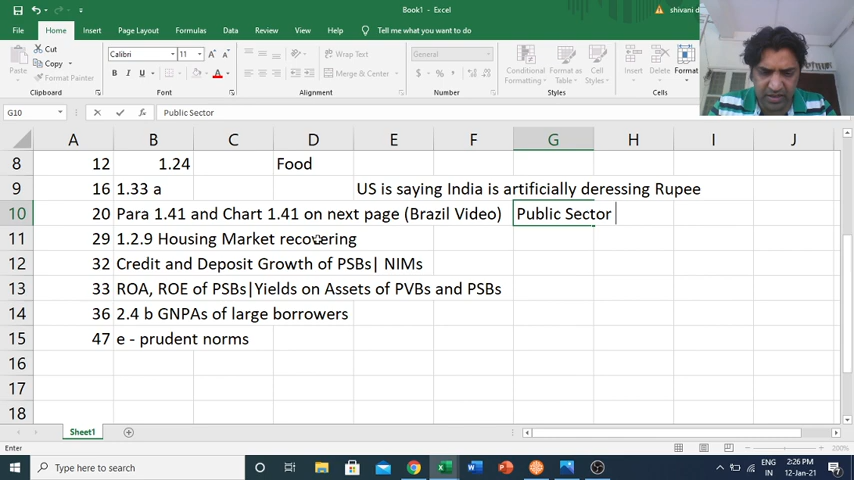 Book1 - Excel
shivani d
File Home Insert Page Layout Formulas Data Review View Help Tell me what you want to do
Cut
Copy
Format Painter
Paste
Clipboard
Calibri 11
B I U
Font
Wrap Text
Merge & Center
Alignment
General
$ % ,
Number
Conditional Formatting
Format as Table
Cell Styles
Styles
Insert Delete Format
Cells
G10 Public Sector
A B C D E F G H I J
8 12 1.24 Food
9 16 1.33 a US is saying India is artificially deressing Rupee
10 20 Para 1.41 and Chart 1.41 on next page (Brazil Video) Public Sector
11 29 1.2.9 Housing Market recovering
12 32 Credit and Deposit Growth of PSBs| NIMs
13 33 ROA, ROE of PSBs|Yields on Assets of PVBs and PSBs
14 36 2.4 b GNPAs of large borrowers
15 47 e - prudent norms
16
17
18
Sheet1
Enter
200%
Type here to search
ENG
IN
2:26 PM
12-Jan-21